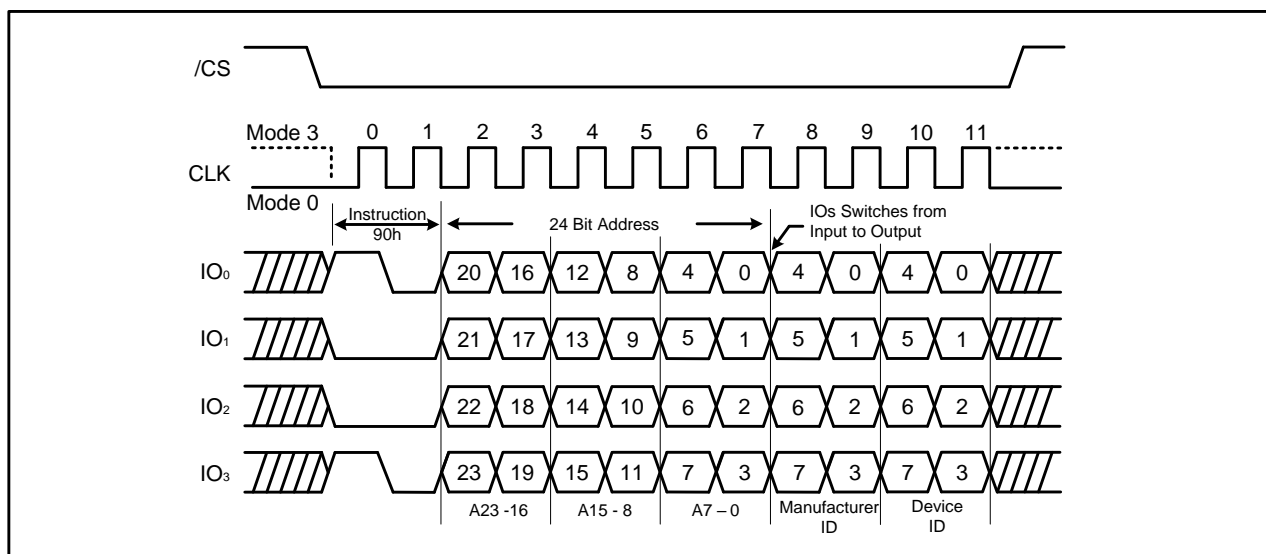 /CS
Mode 3 0 1 2 3 4 5 6 7 8 9 10 11
CLK
Mode 0
Instruction
90h
24 Bit Address
IOs Switches from
Input to Output
IO₀ 20 16 12 8 4 0 4 0 4 0
IO₁ 21 17 13 9 5 1 5 1 5 1
IO₂ 22 18 14 10 6 2 6 2 6 2
IO₃ 23 19 15 11 7 3 7 3 7 3
A23 -16 A15 - 8 A7 – 0 Manufacturer ID Device ID